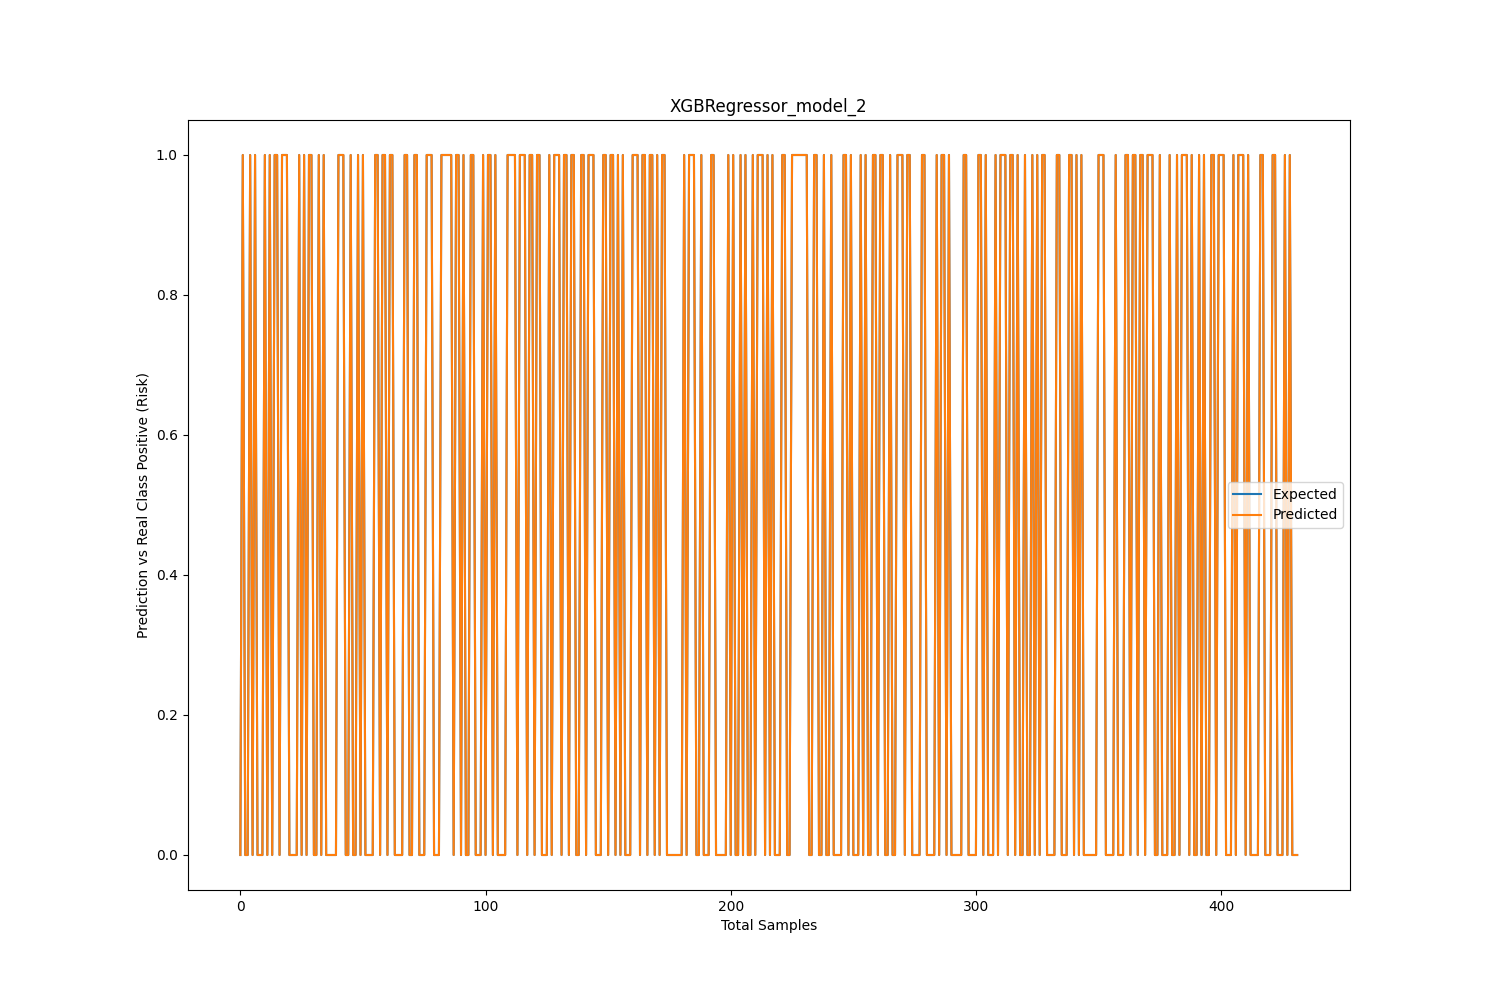 XGBRegressor_model_2
Prediction vs Real Class Positive (Risk)
1.0
0.8
0.6
0.4
0.2
0.0
Expected
Predicted
0 100 200 300 400
Total Samples